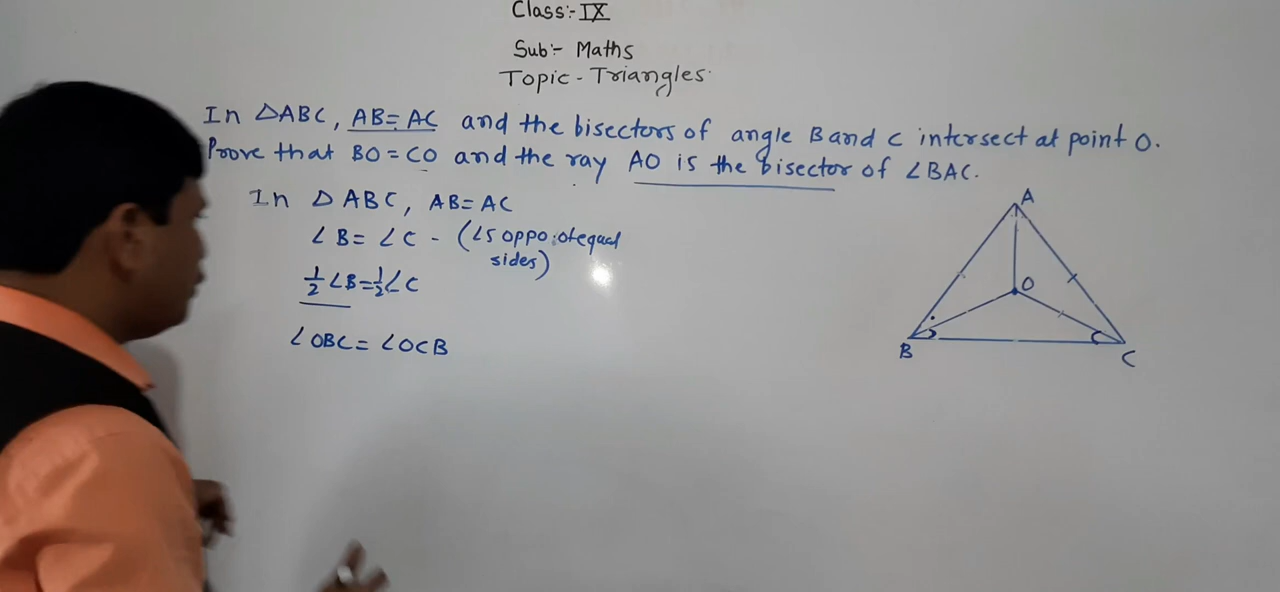 Class:- IX
Sub:- Maths
Topic - Triangles
In △ABC, AB = AC and the bisectors of angle B and C intersect at point O.
Prove that BO = CO and the ray AO is the bisector of ∠BAC.
In △ ABC, AB = AC
∠B = ∠C - (∠s oppo. of equal
sides)
½ ∠B = ½ ∠C
∠OBC = ∠OCB
A
O
B
C